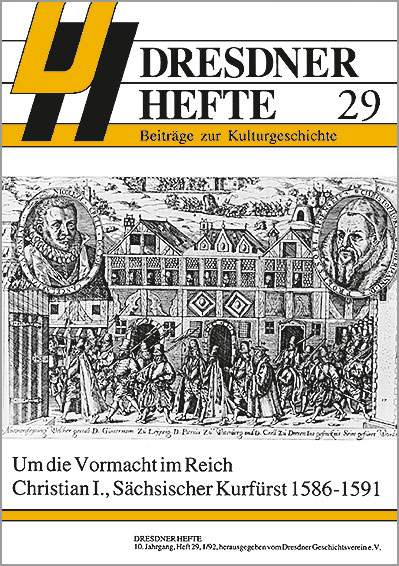 DRESDNER
HEFTE 29
Beiträge zur Kulturgeschichte
Um die Vormacht im Reich
Christian I., Sächsischer Kurfürst 1586-1591
DRESDNER HEFTE
10. Jahrgang, Heft 29, 1/92, herausgegeben vom Dresdner Geschichtsverein e. V.